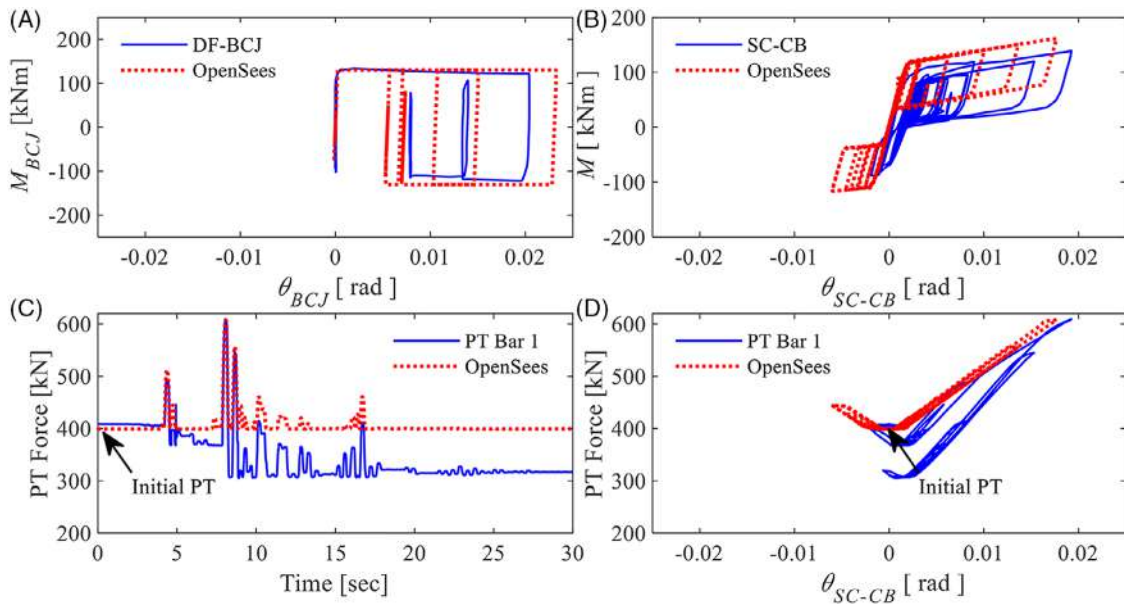 (A)
200
100
0
-100
-200
M_BCJ [kNm]
DF-BCJ
OpenSees
-0.02 -0.01 0 0.01 0.02
θ_BCJ [ rad ]
(B)
200
100
0
-100
-200
M [ kNm]
SC-CB
OpenSees
-0.02 -0.01 0 0.01 0.02
θ_SC-CB [ rad ]
(C)
600
500
400
300
200
PT Force [kN]
PT Bar 1
OpenSees
Initial PT
0 5 10 15 20 25 30
Time [sec]
(D)
600
500
400
300
200
PT Force [kN]
PT Bar 1
OpenSees
Initial PT
-0.02 -0.01 0 0.01 0.02
θ_SC-CB [ rad ]